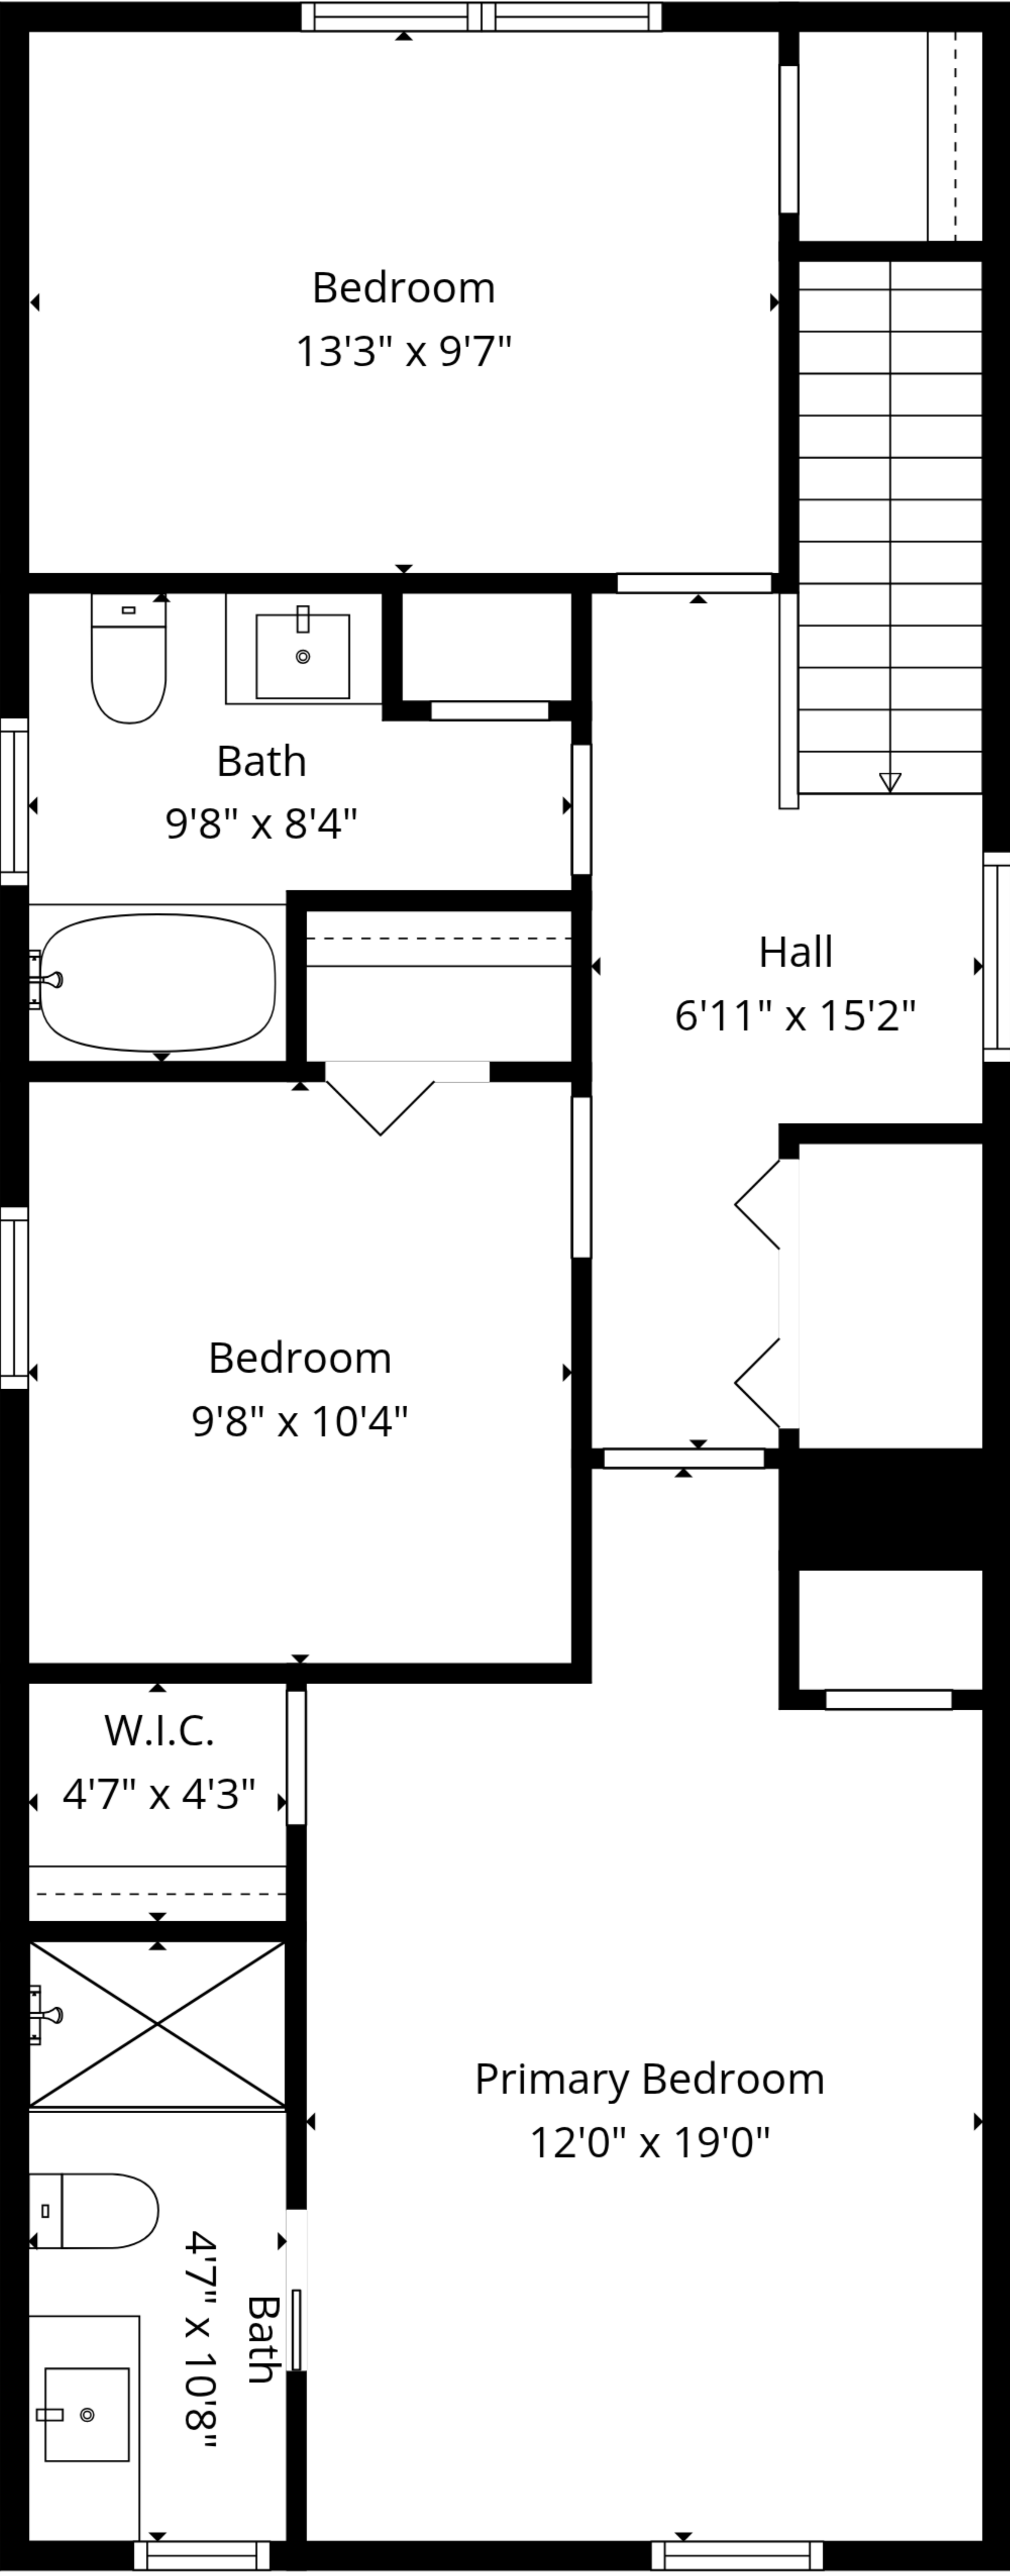 Bedroom
13'3" x 9'7"
Bath
9'8" x 8'4"
Hall
6'11" x 15'2"
Bedroom
9'8" x 10'4"
W.I.C.
4'7" x 4'3"
Primary Bedroom
12'0" x 19'0"
Bath
4'7" x 10'8"